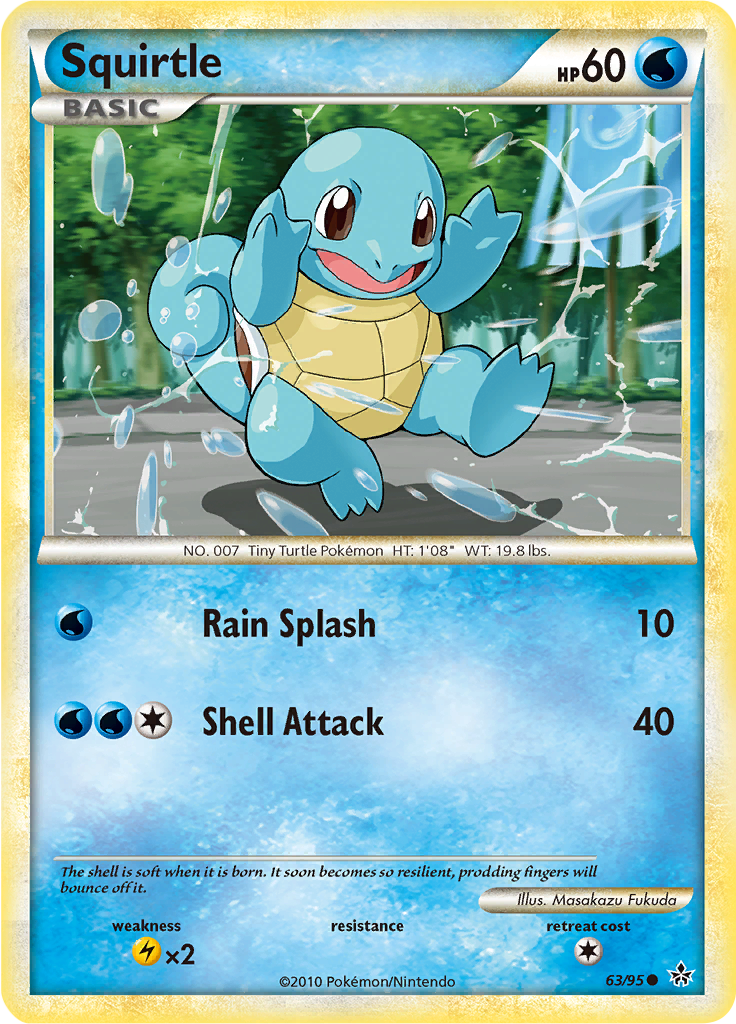 Squirtle
HP60
BASIC
NO. 007 Tiny Turtle Pokémon HT: 1'08" WT: 19.8 lbs.
Rain Splash 10
Shell Attack 40
The shell is soft when it is born. It soon becomes so resilient, prodding fingers will
bounce off it.
Illus. Masakazu Fukuda
weakness resistance retreat cost
×2
©2010 Pokémon/Nintendo 63/95